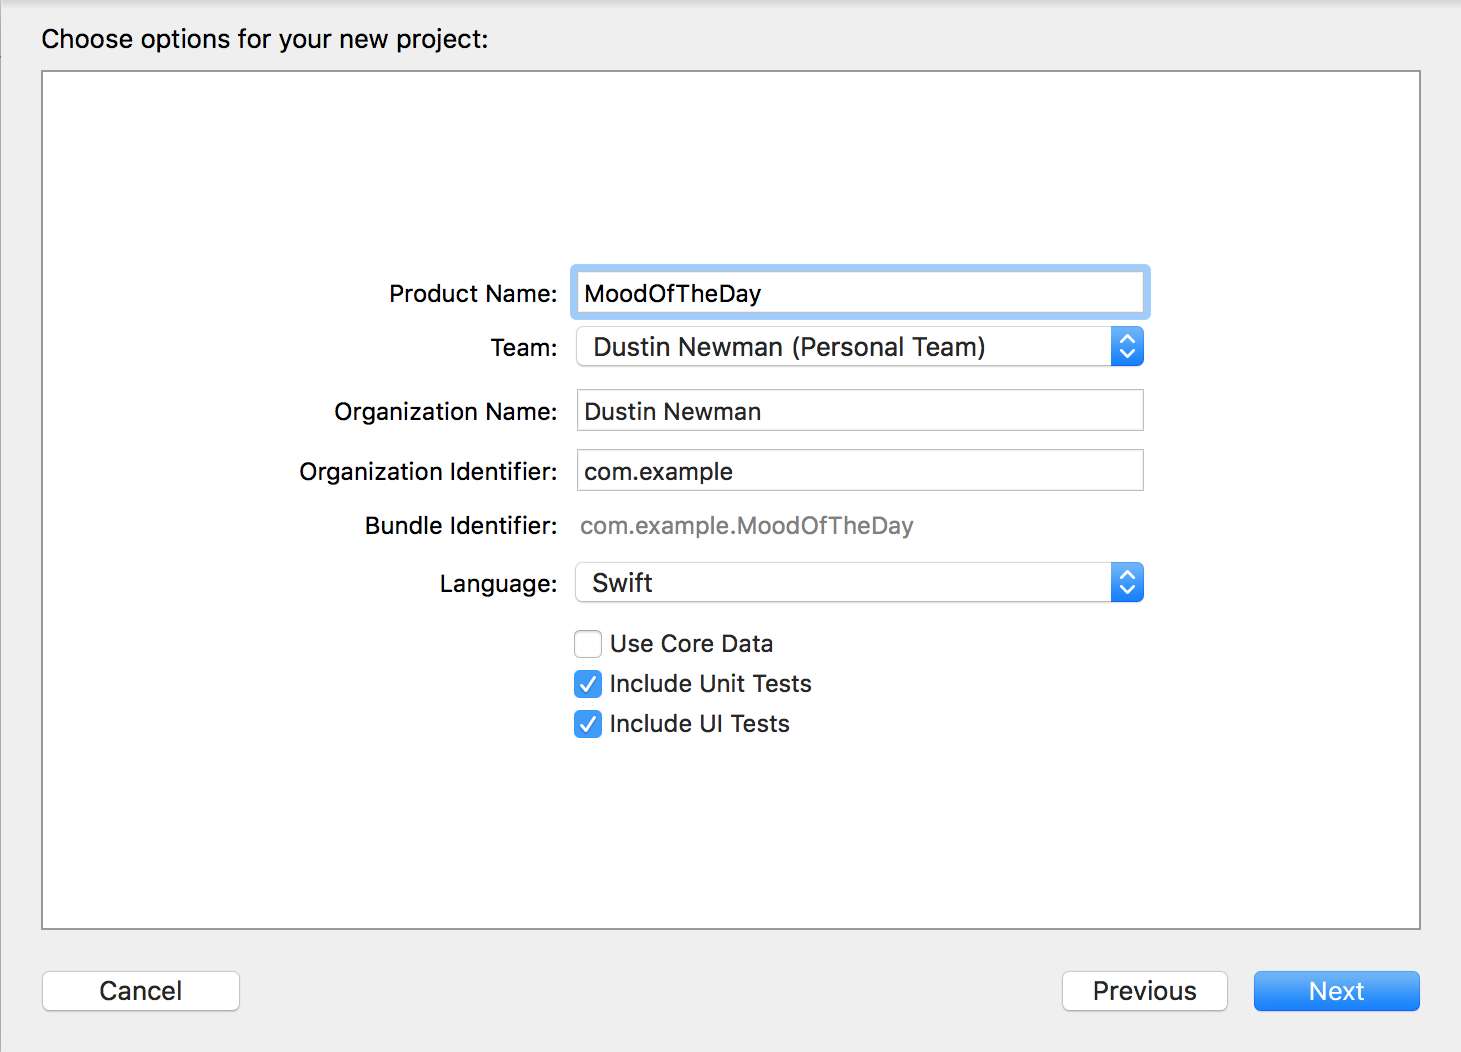 Choose options for your new project:
Product Name: MoodOfTheDay
Team: Dustin Newman (Personal Team)
Organization Name: Dustin Newman
Organization Identifier: com.example
Bundle Identifier: com.example.MoodOfTheDay
Language: Swift
Use Core Data
Include Unit Tests
Include UI Tests
Cancel Previous Next